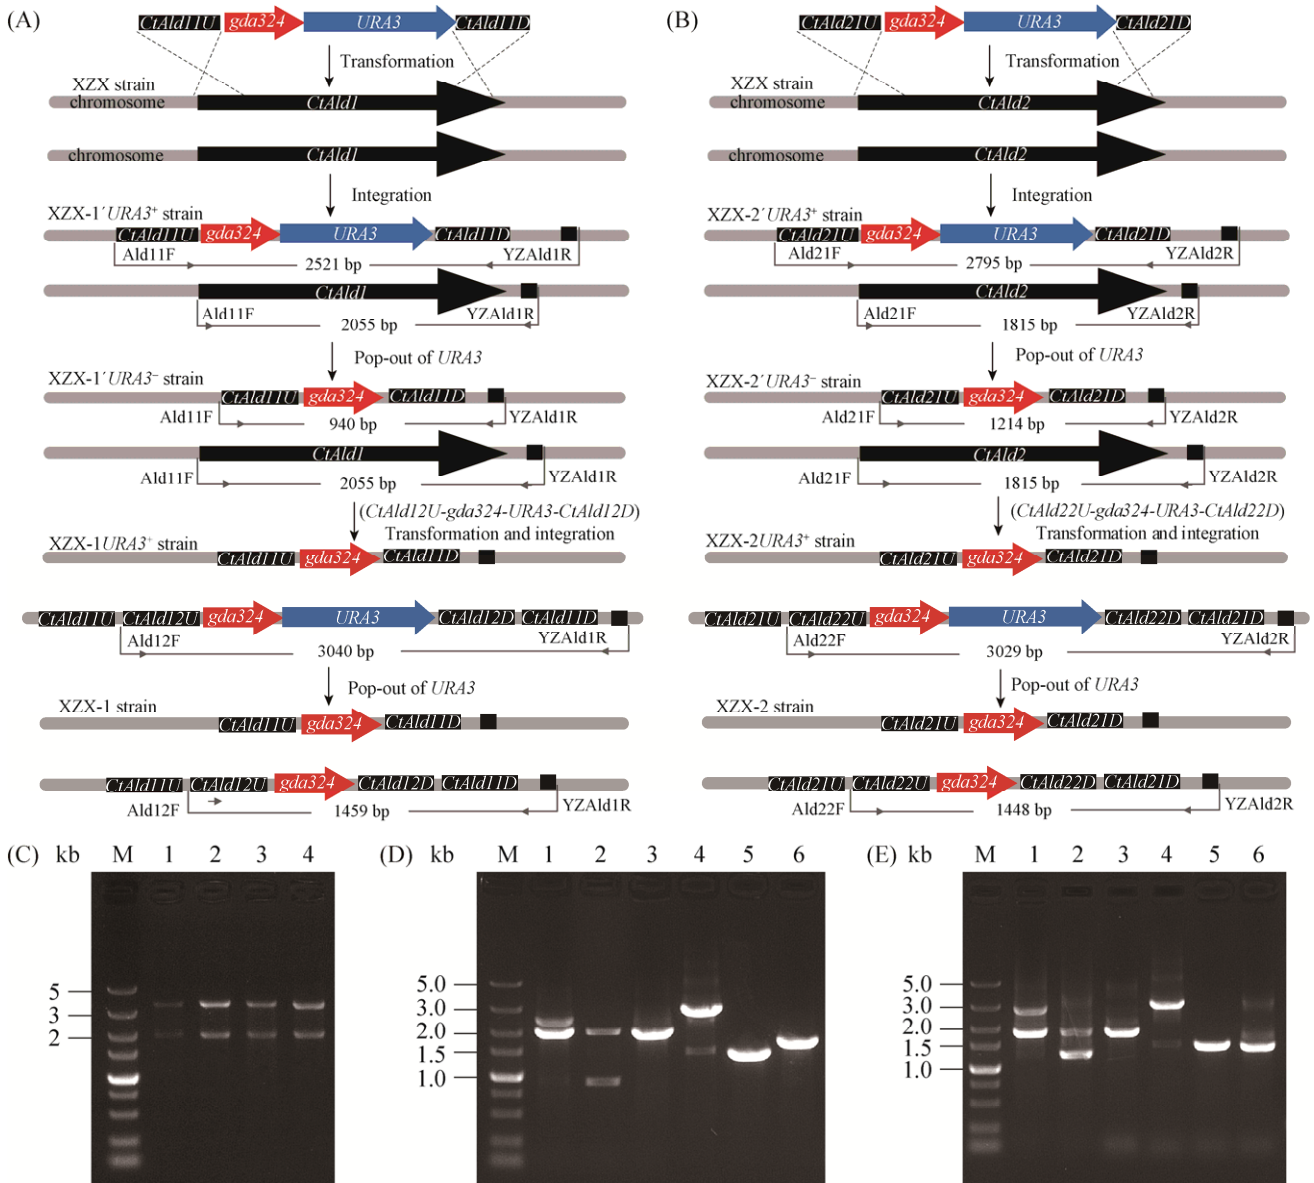 (A)
CtAld11U gda324 URA3 CtAld11D
Transformation
XZX strain
chromosome CtAld1
chromosome CtAld1
Integration
XZX-1′URA3⁺ strain
CtAld11U gda324 URA3 CtAld11D
Ald11F 2521 bp YZAld1R
CtAld1
Ald11F 2055 bp YZAld1R
Pop-out of URA3
XZX-1′URA3⁻ strain
CtAld11U gda324 CtAld11D
Ald11F 940 bp YZAld1R
CtAld1
Ald11F 2055 bp YZAld1R
(CtAld12U-gda324-URA3-CtAld12D)
Transformation and integration
XZX-1URA3⁺ strain
CtAld11U gda324 CtAld11D
CtAld11U CtAld12U gda324 URA3 CtAld12D CtAld11D
Ald12F 3040 bp YZAld1R
Pop-out of URA3
XZX-1 strain
CtAld11U gda324 CtAld11D
CtAld11U CtAld12U gda324 CtAld12D CtAld11D
Ald12F 1459 bp YZAld1R
(B)
CtAld21U gda324 URA3 CtAld21D
Transformation
XZX strain
chromosome CtAld2
chromosome CtAld2
Integration
XZX-2′URA3⁺ strain
CtAld21U gda324 URA3 CtAld21D
Ald21F 2795 bp YZAld2R
CtAld2
Ald21F 1815 bp YZAld2R
Pop-out of URA3
XZX-2′URA3⁻ strain
CtAld21U gda324 CtAld21D
Ald21F 1214 bp YZAld2R
CtAld2
Ald21F 1815 bp YZAld2R
(CtAld22U-gda324-URA3-CtAld22D)
Transformation and integration
XZX-2URA3⁺ strain
CtAld21U gda324 CtAld21D
CtAld21U CtAld22U gda324 URA3 CtAld22D CtAld21D
Ald22F 3029 bp YZAld2R
Pop-out of URA3
XZX-2 strain
CtAld21U gda324 CtAld21D
CtAld21U CtAld22U gda324 CtAld22D CtAld21D
Ald22F 1448 bp YZAld2R
(C) kb M 1 2 3 4
5
3
2
(D) kb M 1 2 3 4 5 6
5.0
3.0
2.0
1.5
1.0
(E) kb M 1 2 3 4 5 6
5.0
3.0
2.0
1.5
1.0